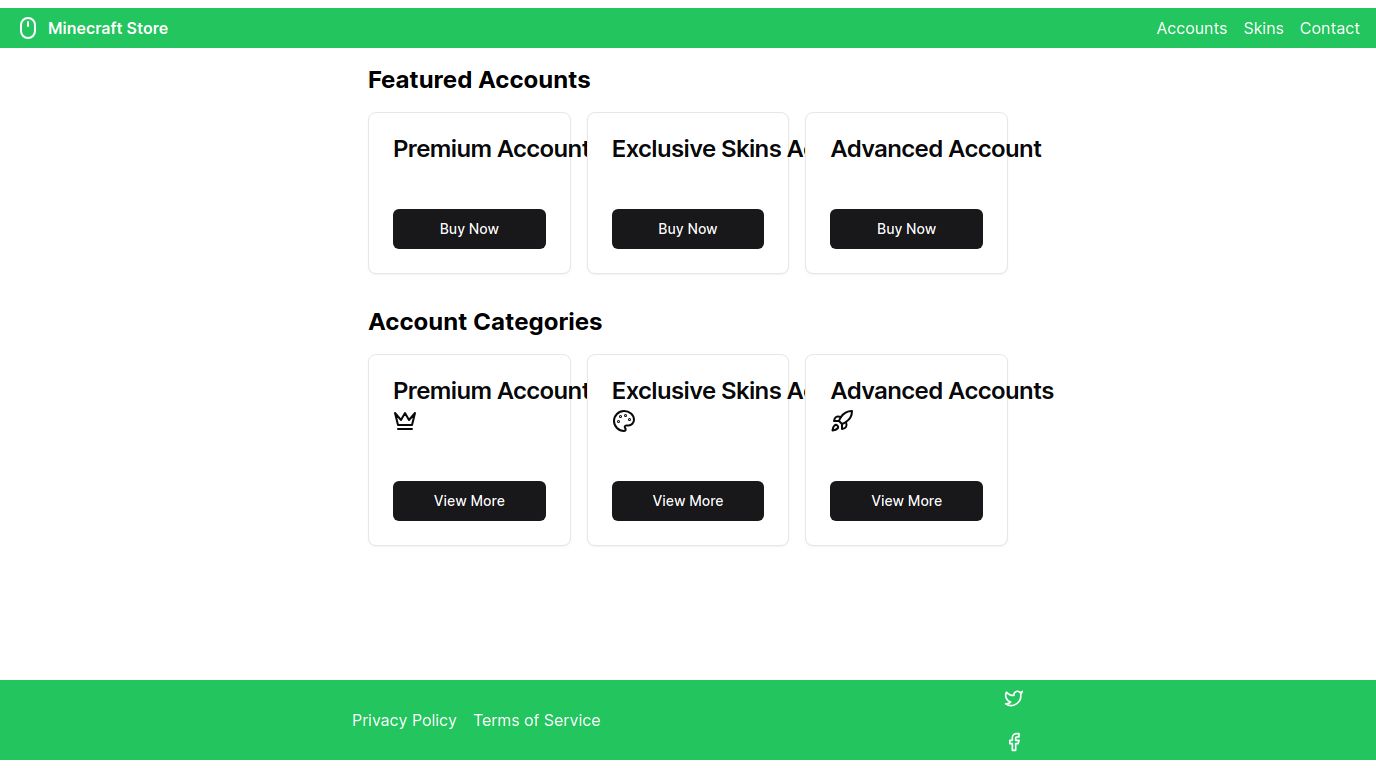 Minecraft Store
Accounts Skins Contact
Featured Accounts
Premium Account
Exclusive Skins
Advanced Account
Buy Now
Buy Now
Buy Now
Account Categories
Premium Account
Exclusive Skins
Advanced Accounts
View More
View More
View More
Privacy Policy Terms of Service